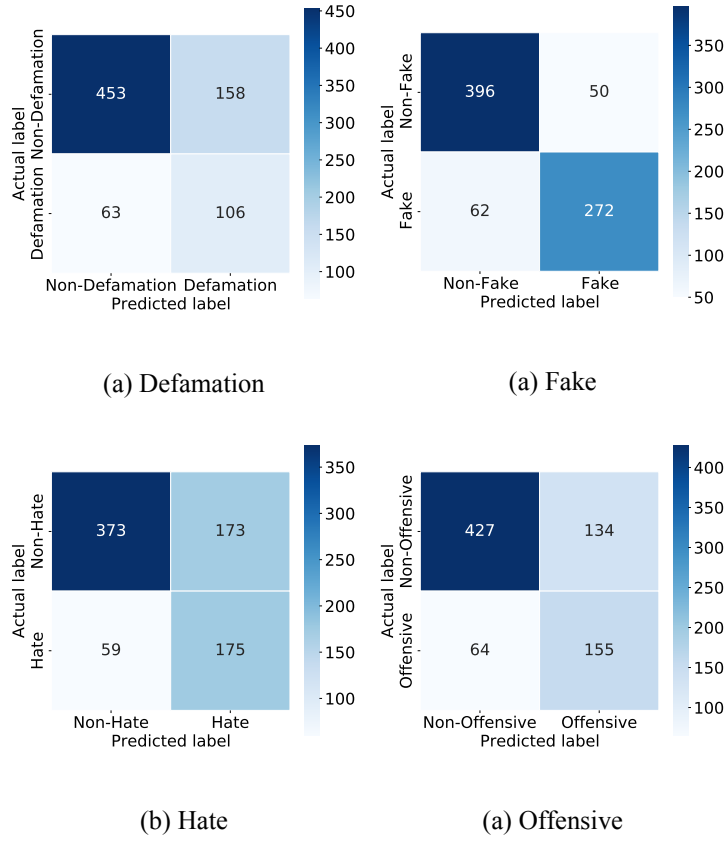 450
400
350
300
250
200
150
100
Actual label
Non-Defamation
Defamation
453 158
63 106
Non-Defamation Defamation
Predicted label
(a) Defamation
350
300
250
200
150
100
50
Actual label
Non-Fake
Fake
396 50
62 272
Non-Fake Fake
Predicted label
(a) Fake
350
300
250
200
150
100
Actual label
Non-Hate
Hate
373 173
59 175
Non-Hate Hate
Predicted label
(b) Hate
400
350
300
250
200
150
100
Actual label
Non-Offensive
Offensive
427 134
64 155
Non-Offensive Offensive
Predicted label
(a) Offensive